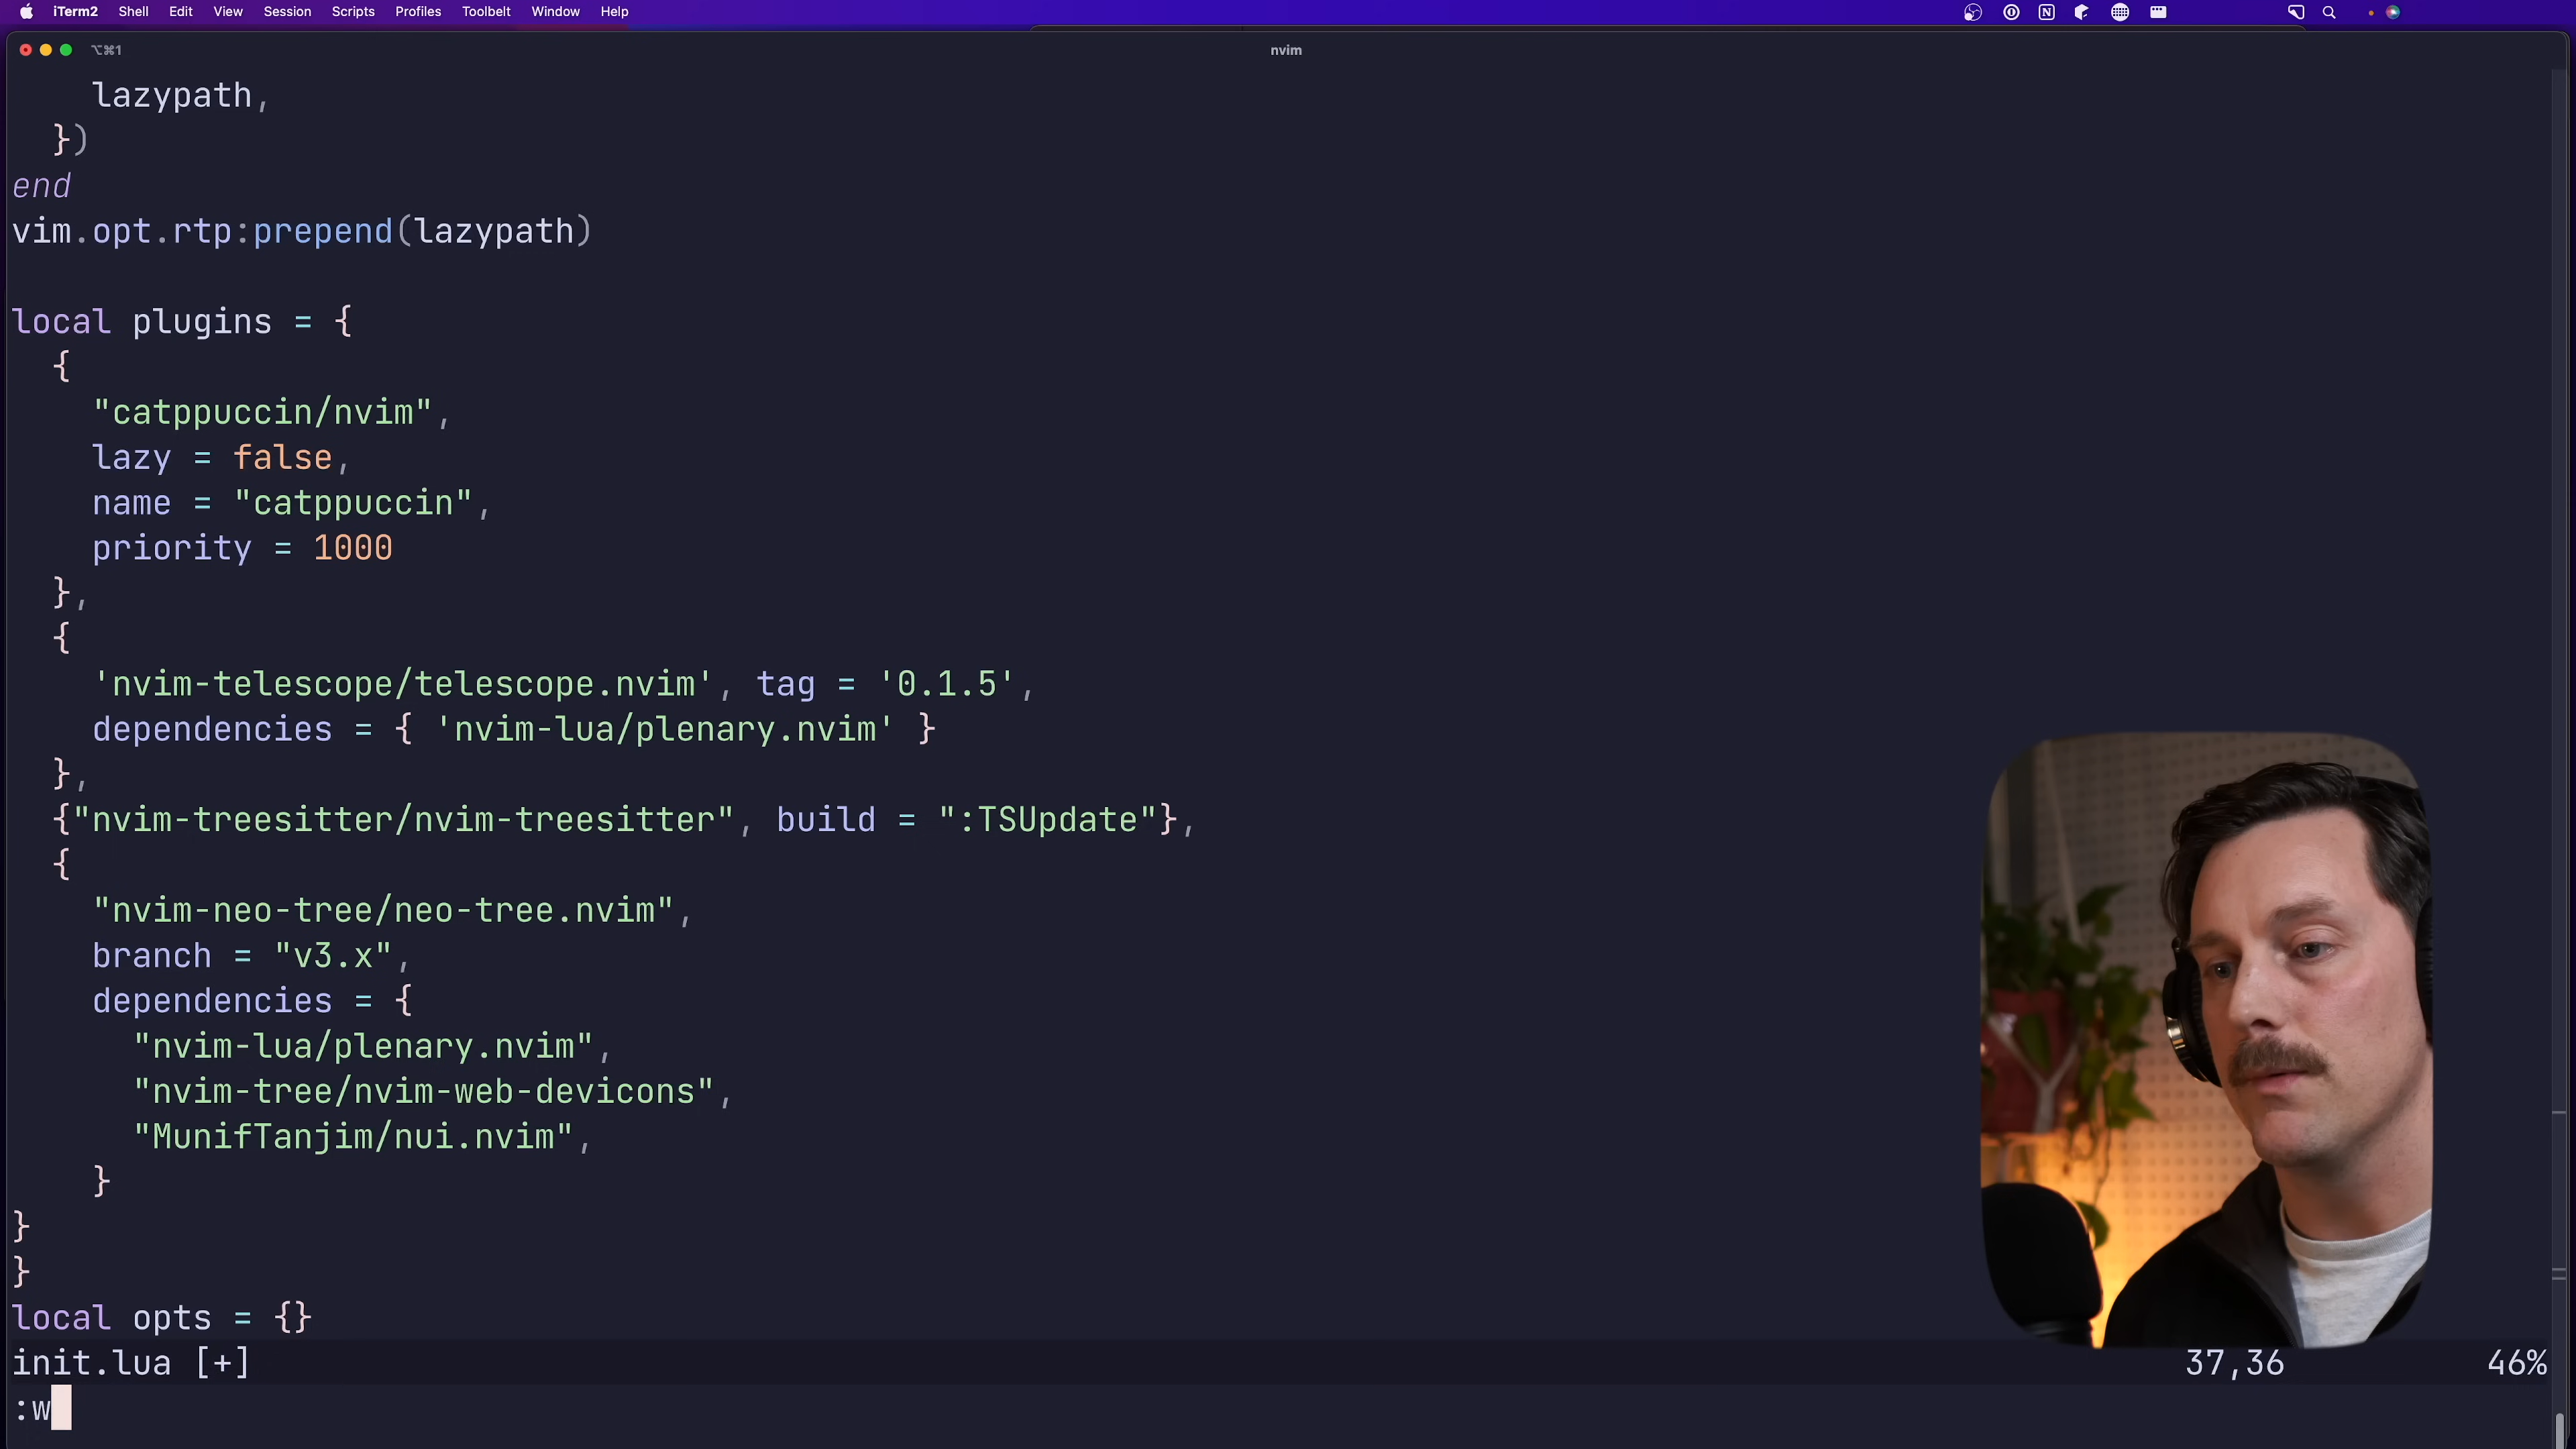 iTerm2 Shell Edit View Session Scripts Profiles Toolbelt Window Help
⌥⌘1 nvim
    lazypath,
  })
end
vim.opt.rtp:prepend(lazypath)
local plugins = {
  {
    "catppuccin/nvim",
    lazy = false,
    name = "catppuccin",
    priority = 1000
  },
  {
    'nvim-telescope/telescope.nvim', tag = '0.1.5',
    dependencies = { 'nvim-lua/plenary.nvim' }
  },
  {"nvim-treesitter/nvim-treesitter", build = ":TSUpdate"},
  {
    "nvim-neo-tree/neo-tree.nvim",
    branch = "v3.x",
    dependencies = {
      "nvim-lua/plenary.nvim",
      "nvim-tree/nvim-web-devicons",
      "MunifTanjim/nui.nvim",
    }
}
}
local opts = {}
init.lua [+] 37,36 46%
:w